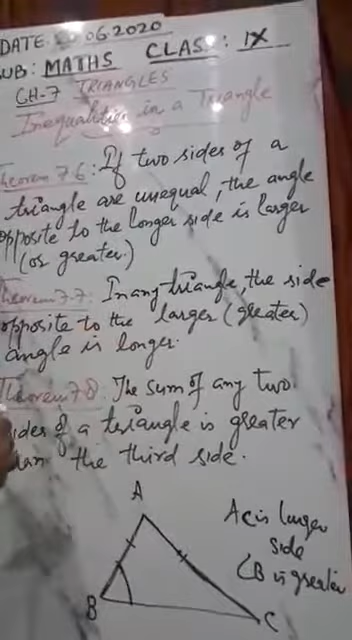 DATE 06.2020
SUB: MATHS CLASS: IX
CH-7 TRIANGLES
Inequalities in a Triangle
Theorem 7.6: If two sides of a
triangle are unequal, the angle
opposite to the longer side is larger
(or greater.)
Theorem 7.7: In any triangle, the side
opposite to the larger (greater)
angle is longer.
Theorem 7.8: The sum of any two
sides of a triangle is greater
than the third side.
A
AC is larger
side
∠B is greater
B
C